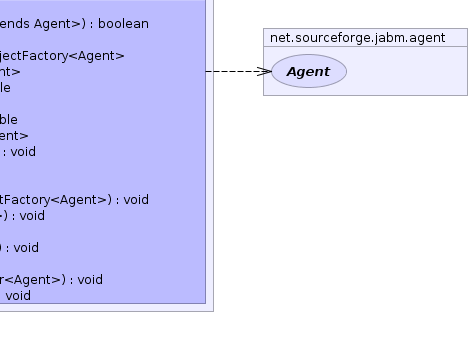 ends Agent>) : boolean
jectFactory<Agent>
nt>
le
ble
ent>
: void
tFactory<Agent>) : void
>) : void
) : void
r<Agent>) : void
void
net.sourceforge.jabm.agent
Agent